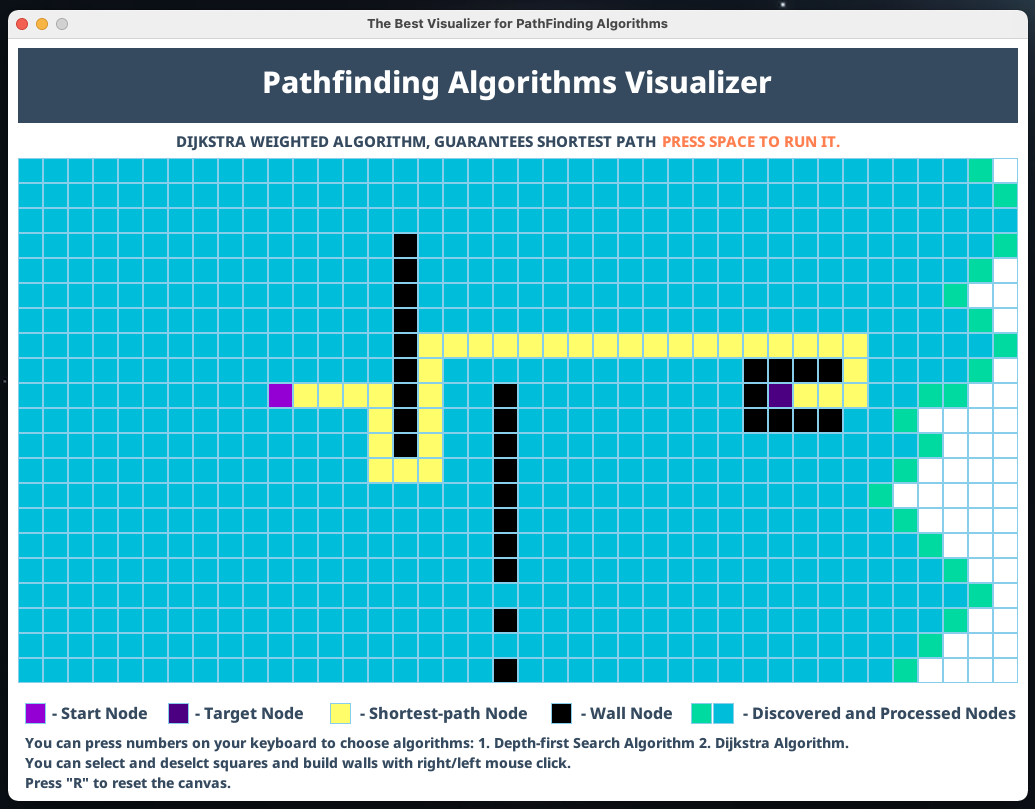 The Best Visualizer for PathFinding Algorithms
Pathfinding Algorithms Visualizer
DIJKSTRA WEIGHTED ALGORITHM, GUARANTEES SHORTEST PATH PRESS SPACE TO RUN IT.
- Start Node - Target Node - Shortest-path Node - Wall Node - Discovered and Processed Nodes
You can press numbers on your keyboard to choose algorithms: 1. Depth-first Search Algorithm 2. Dijkstra Algorithm.
You can select and deselct squares and build walls with right/left mouse click.
Press "R" to reset the canvas.